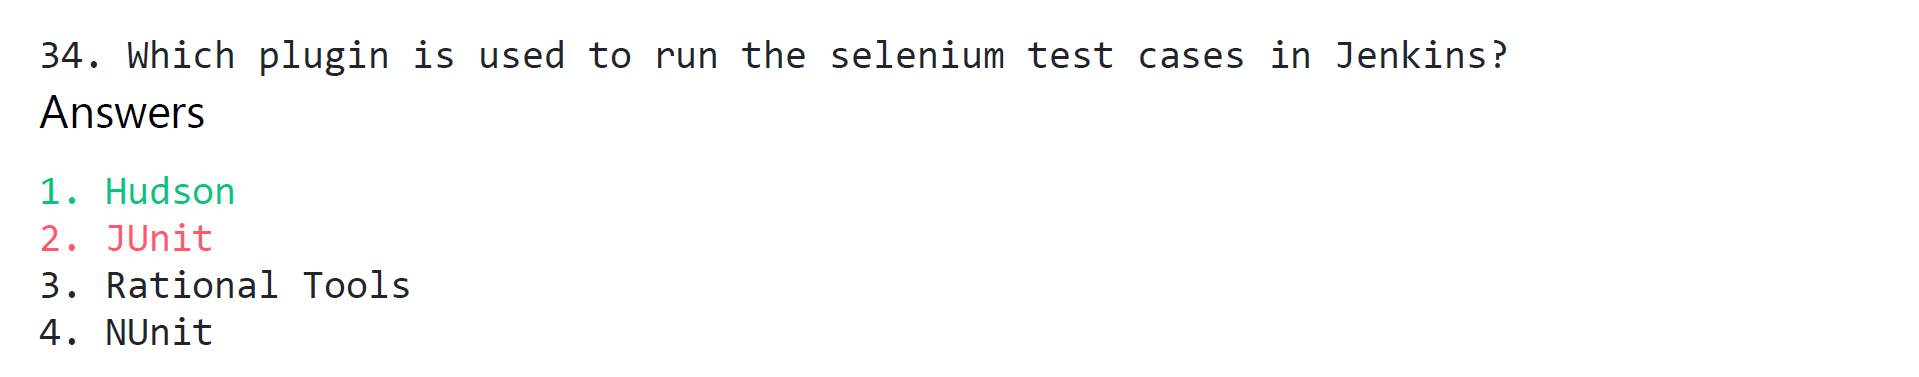 34. Which plugin is used to run the selenium test cases in Jenkins?
Answers
1. Hudson
2. JUnit
3. Rational Tools
4. NUnit